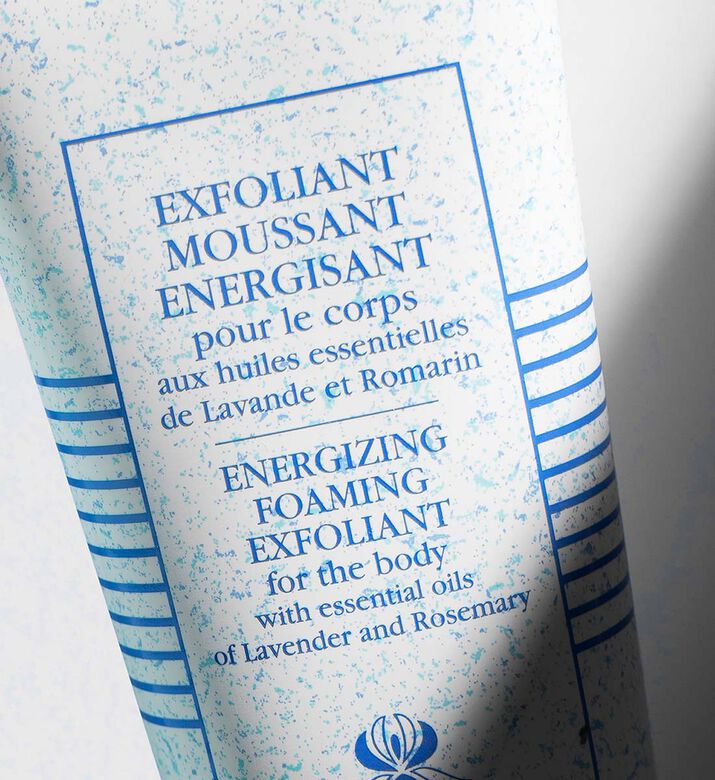 EXFOLIANT
MOUSSANT
ENERGISANT
pour le corps
aux huiles essentielles
de Lavande et Romarin
ENERGIZING
FOAMING
EXFOLIANT
for the body
with essential oils
of Lavender and Rosemary